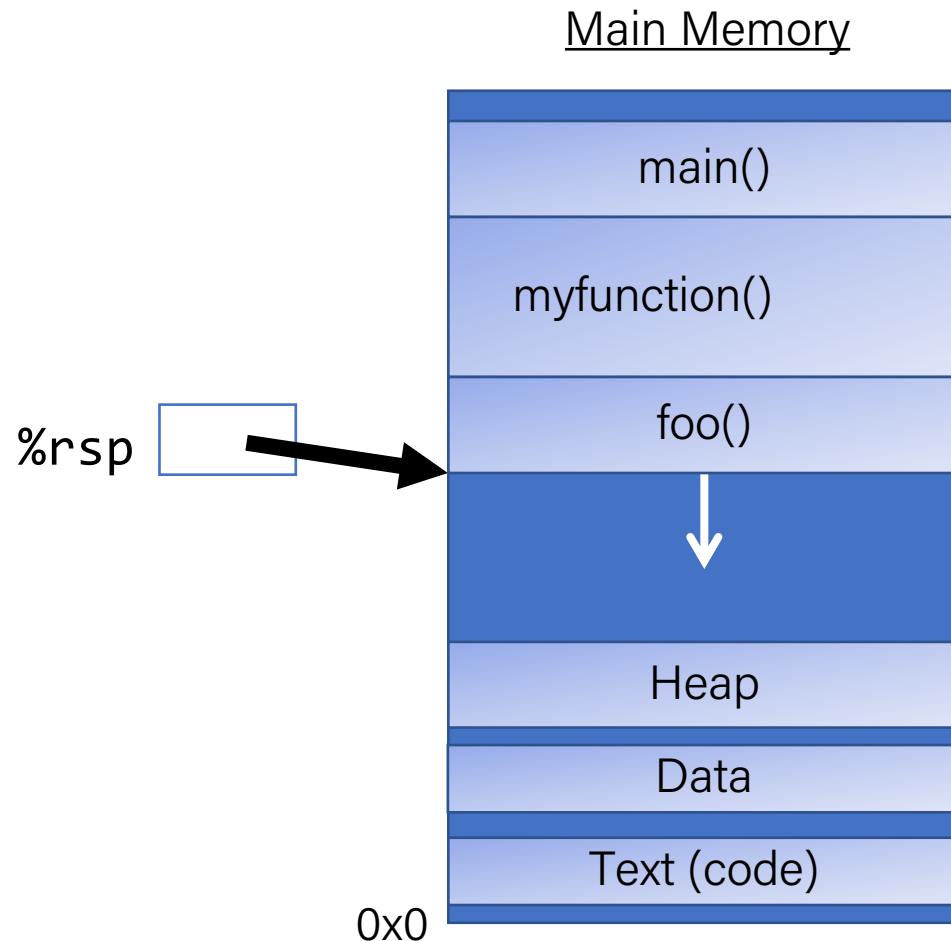 Main Memory
main()
myfunction()
foo()
%rsp
Heap
Data
Text (code)
0x0